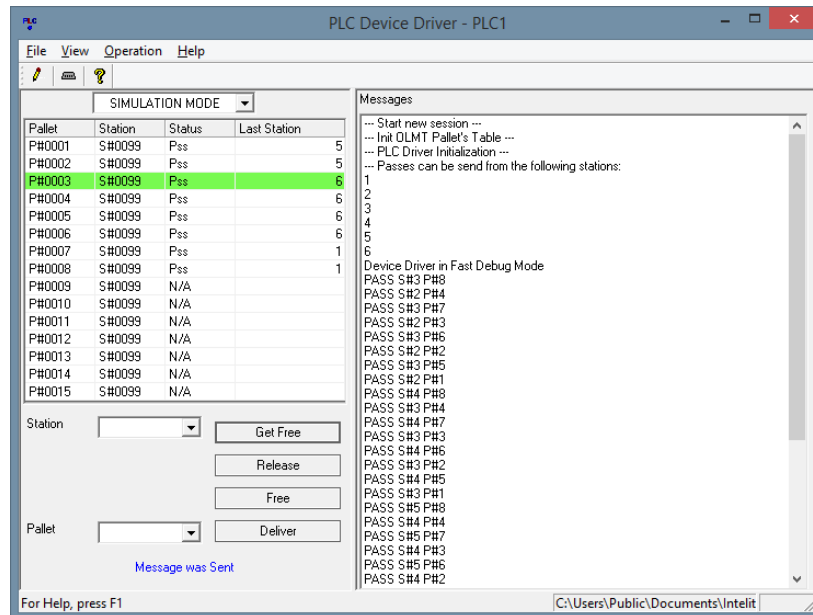 PLC
PLC Device Driver - PLC1
File View Operation Help
SIMULATION MODE
Pallet Station Status Last Station
P#0001 S#0099 Pss 5
P#0002 S#0099 Pss 5
P#0003 S#0099 Pss 6
P#0004 S#0099 Pss 6
P#0005 S#0099 Pss 6
P#0006 S#0099 Pss 6
P#0007 S#0099 Pss 1
P#0008 S#0099 Pss 1
P#0009 S#0099 N/A
P#0010 S#0099 N/A
P#0011 S#0099 N/A
P#0012 S#0099 N/A
P#0013 S#0099 N/A
P#0014 S#0099 N/A
P#0015 S#0099 N/A
Station
Get Free
Release
Free
Pallet
Deliver
Message was Sent
Messages
--- Start new session ---
--- Init OLMT Pallet's Table ---
--- PLC Driver Initialization ---
--- Passes can be send from the following stations:
1
2
3
4
5
6
Device Driver in Fast Debug Mode
PASS S#3 P#8
PASS S#2 P#4
PASS S#3 P#7
PASS S#2 P#3
PASS S#3 P#6
PASS S#2 P#2
PASS S#3 P#5
PASS S#2 P#1
PASS S#4 P#8
PASS S#3 P#4
PASS S#4 P#7
PASS S#3 P#3
PASS S#4 P#6
PASS S#3 P#2
PASS S#4 P#5
PASS S#3 P#1
PASS S#5 P#8
PASS S#4 P#4
PASS S#5 P#7
PASS S#4 P#3
PASS S#5 P#6
PASS S#4 P#2
For Help, press F1
C:\Users\Public\Documents\Intelit